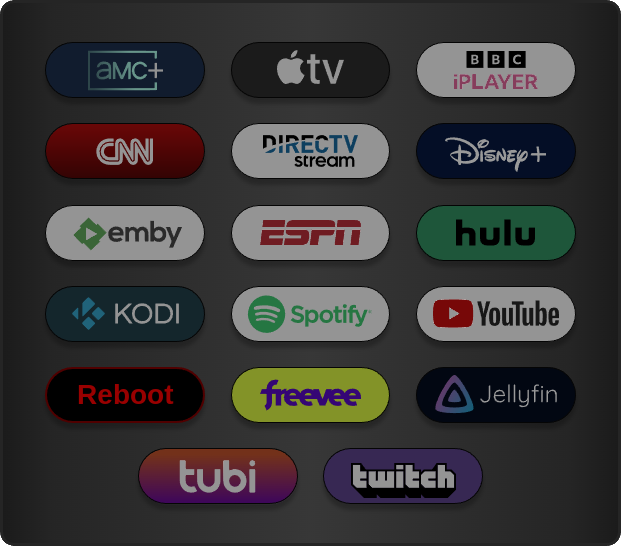 aMC+
tv
BBC
iPLAYER
CNN
DIRECTV
stream
Disney+
emby
ESPN
hulu
KODI
Spotify
YouTube
Reboot
freevee
Jellyfin
tubi
twitch